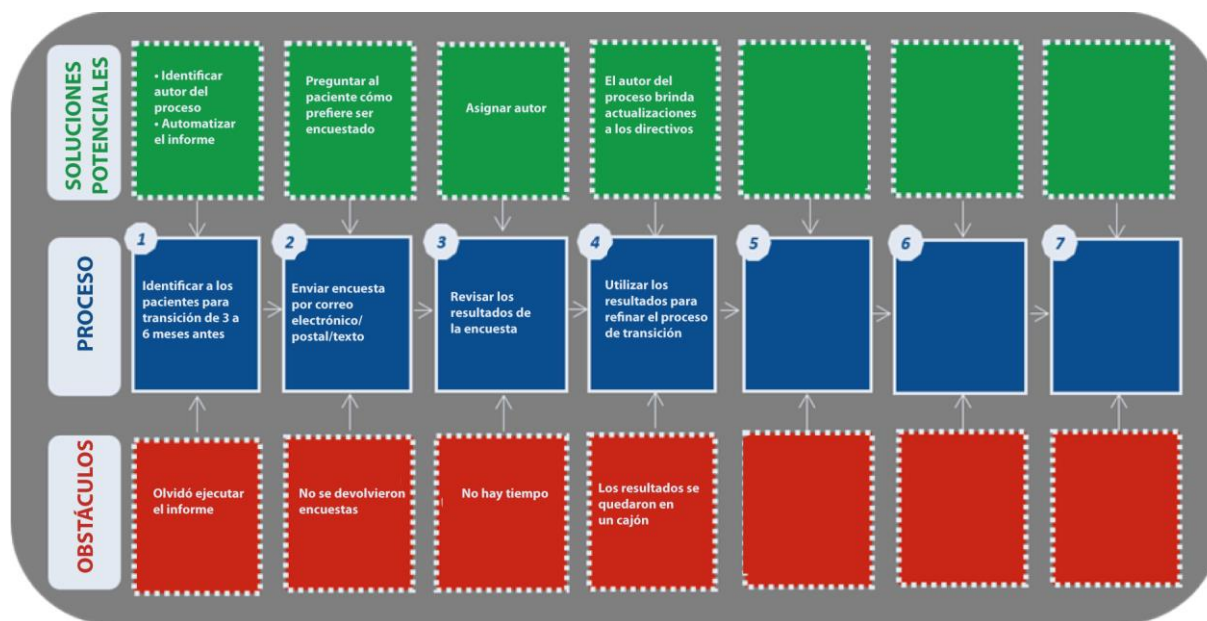 SOLUCIONES
POTENCIALES
• Identificar
autor del
proceso
• Automatizar
el informe
Preguntar al
paciente cómo
prefiere ser
encuestado
Asignar autor
El autor del
proceso brinda
actualizaciones
a los directivos
PROCESO
1
Identificar a los
pacientes para
transición de 3 a
6 meses antes
2
Enviar encuesta
por correo
electrónico/
postal/texto
3
Revisar los
resultados de
la encuesta
4
Utilizar los
resultados para
refinar el proceso
de transición
5
6
7
OBSTÁCULOS
Olvidó ejecutar
el informe
No se devolvieron
encuestas
No hay tiempo
Los resultados se
quedaron en
un cajón